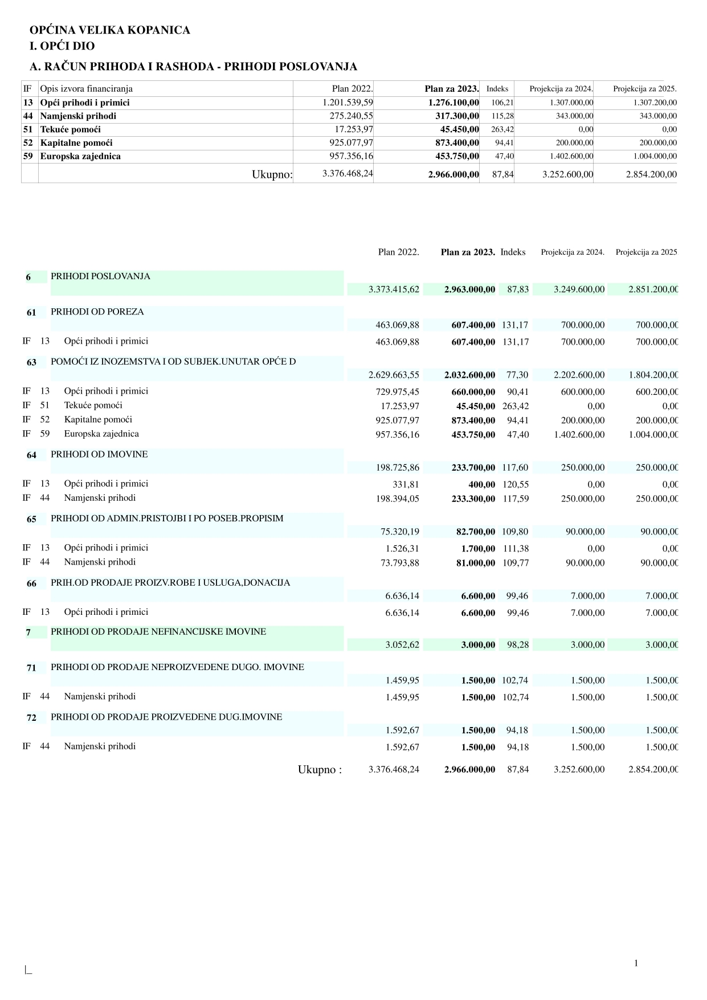 OPĆINA VELIKA KOPANICA
I. OPĆI DIO
A. RAČUN PRIHODA I RASHODA - PRIHODI POSLOVANJA
IF Opis izvora financiranja Plan 2022. Plan za 2023. Indeks Projekcija za 2024. Projekcija za 2025.
13 Opći prihodi i primici 1.201.539,59 1.276.100,00 106,21 1.307.000,00 1.307.200,00
44 Namjenski prihodi 275.240,55 317.300,00 115,28 343.000,00 343.000,00
51 Tekuće pomoći 17.253,97 45.450,00 263,42 0,00 0,00
52 Kapitalne pomoći 925.077,97 873.400,00 94,41 200.000,00 200.000,00
59 Europska zajednica 957.356,16 453.750,00 47,40 1.402.600,00 1.004.000,00
Ukupno: 3.376.468,24 2.966.000,00 87,84 3.252.600,00 2.854.200,00
Plan 2022. Plan za 2023. Indeks Projekcija za 2024. Projekcija za 2025
6 PRIHODI POSLOVANJA
3.373.415,62 2.963.000,00 87,83 3.249.600,00 2.851.200,00
61 PRIHODI OD POREZA
463.069,88 607.400,00 131,17 700.000,00 700.000,00
IF 13 Opći prihodi i primici 463.069,88 607.400,00 131,17 700.000,00 700.000,00
63 POMOĆI IZ INOZEMSTVA I OD SUBJEK.UNUTAR OPĆE D
2.629.663,55 2.032.600,00 77,30 2.202.600,00 1.804.200,00
IF 13 Opći prihodi i primici 729.975,45 660.000,00 90,41 600.000,00 600.200,00
IF 51 Tekuće pomoći 17.253,97 45.450,00 263,42 0,00 0,00
IF 52 Kapitalne pomoći 925.077,97 873.400,00 94,41 200.000,00 200.000,00
IF 59 Europska zajednica 957.356,16 453.750,00 47,40 1.402.600,00 1.004.000,00
64 PRIHODI OD IMOVINE
198.725,86 233.700,00 117,60 250.000,00 250.000,00
IF 13 Opći prihodi i primici 331,81 400,00 120,55 0,00 0,00
IF 44 Namjenski prihodi 198.394,05 233.300,00 117,59 250.000,00 250.000,00
65 PRIHODI OD ADMIN.PRISTOJBI I PO POSEB.PROPISIM
75.320,19 82.700,00 109,80 90.000,00 90.000,00
IF 13 Opći prihodi i primici 1.526,31 1.700,00 111,38 0,00 0,00
IF 44 Namjenski prihodi 73.793,88 81.000,00 109,77 90.000,00 90.000,00
66 PRIH.OD PRODAJE PROIZV.ROBE I USLUGA,DONACIJA
6.636,14 6.600,00 99,46 7.000,00 7.000,00
IF 13 Opći prihodi i primici 6.636,14 6.600,00 99,46 7.000,00 7.000,00
7 PRIHODI OD PRODAJE NEFINANCIJSKE IMOVINE
3.052,62 3.000,00 98,28 3.000,00 3.000,00
71 PRIHODI OD PRODAJE NEPROIZVEDENE DUGO. IMOVINE
1.459,95 1.500,00 102,74 1.500,00 1.500,00
IF 44 Namjenski prihodi 1.459,95 1.500,00 102,74 1.500,00 1.500,00
72 PRIHODI OD PRODAJE PROIZVEDENE DUG.IMOVINE
1.592,67 1.500,00 94,18 1.500,00 1.500,00
IF 44 Namjenski prihodi 1.592,67 1.500,00 94,18 1.500,00 1.500,00
Ukupno : 3.376.468,24 2.966.000,00 87,84 3.252.600,00 2.854.200,00
1
|_